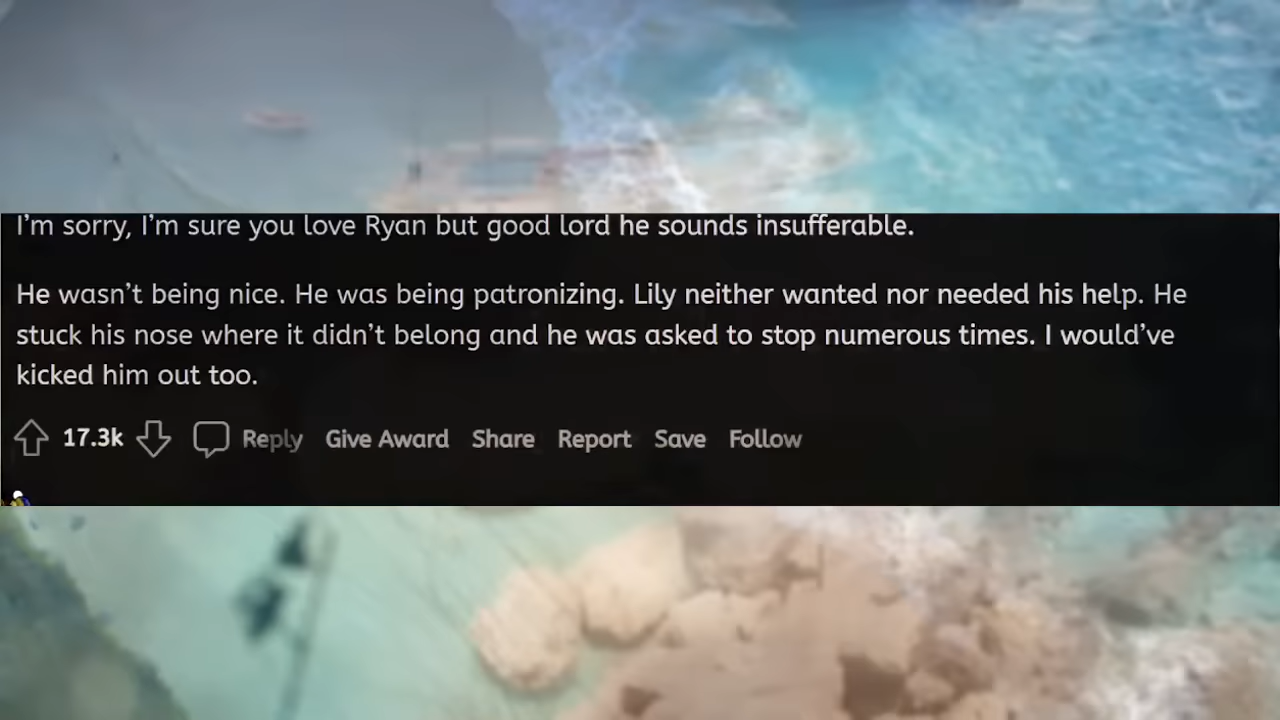 I'm sorry, I'm sure you love Ryan but good lord he sounds insufferable.
He wasn't being nice. He was being patronizing. Lily neither wanted nor needed his help. He
stuck his nose where it didn't belong and he was asked to stop numerous times. I would've
kicked him out too.
17.3k Reply Give Award Share Report Save Follow